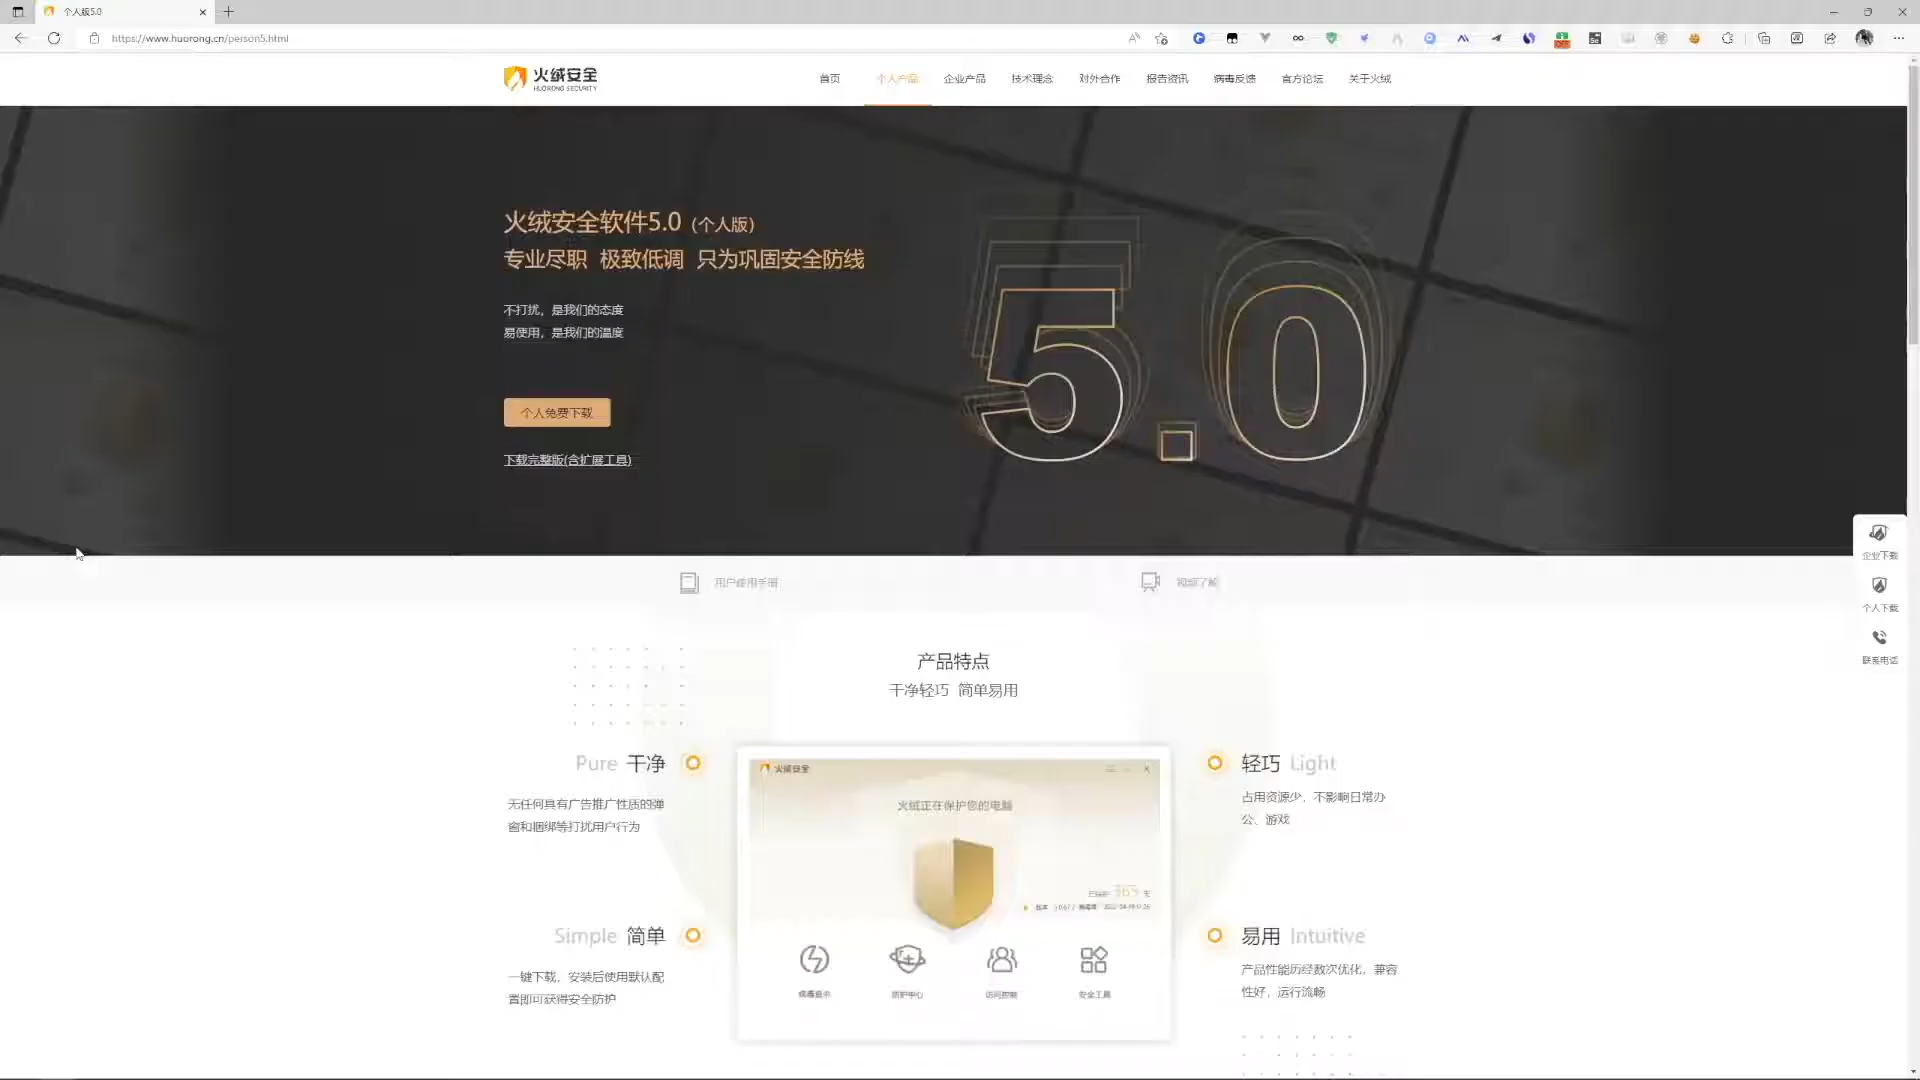 个人版5.0
https://www.huorong.cn/person5.html
火绒安全
HUORONG SECURITY
首页 个人产品 企业产品 技术理念 对外合作 报告资讯 病毒反馈 官方论坛 关于火绒
火绒安全软件5.0（个人版）
专业尽职 极致低调 只为巩固安全防线
不打扰，是我们的态度
易使用，是我们的温度
个人免费下载
下载完整版(含扩展工具)
5.0
企业下载
个人下载
联系电话
用户使用手册 视频了解
产品特点
干净轻巧 简单易用
Pure 干净
无任何具有广告推广性质的弹
窗和捆绑等打扰用户行为
Simple 简单
一键下载，安装后使用默认配
置即可获得安全防护
火绒安全
火绒正在保护您的电脑
病毒查杀 防护中心 访问控制 安全工具
轻巧 Light
占用资源少，不影响日常办
公、游戏
易用 Intuitive
产品性能历经数次优化，兼容
性好，运行流畅